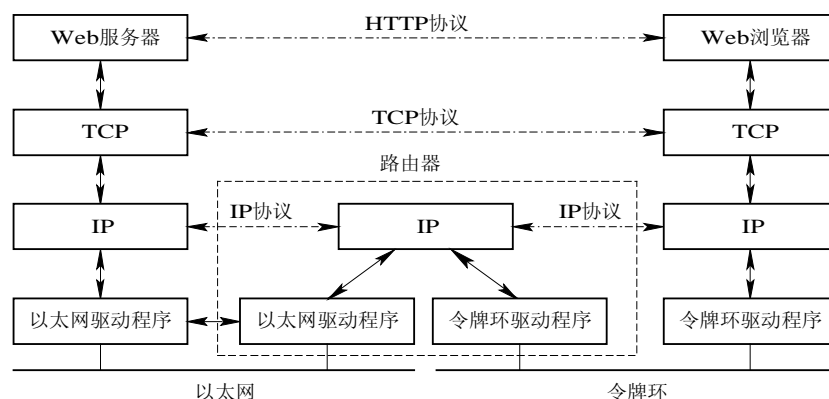 HTTP协议
Web服务器
Web浏览器
TCP协议
TCP
TCP
路由器
IP协议
IP协议
IP
IP
IP
以太网驱动程序
以太网驱动程序
令牌环驱动程序
令牌环驱动程序
以太网
令牌环